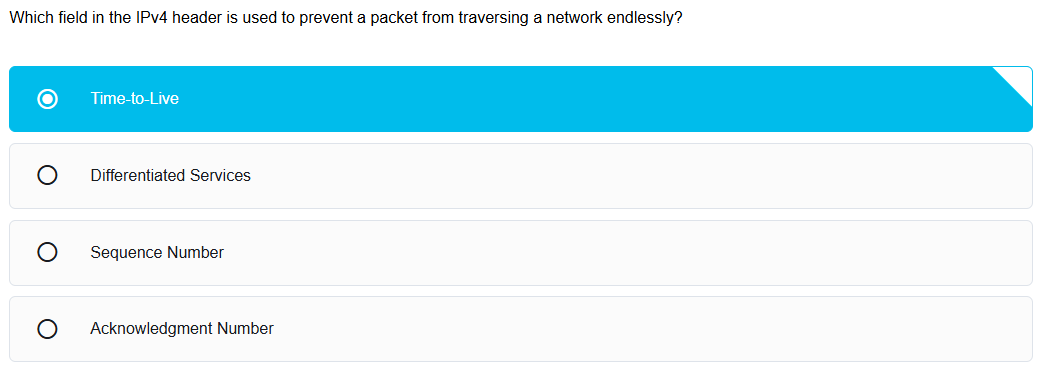 Which field in the IPv4 header is used to prevent a packet from traversing a network endlessly?
Time-to-Live
Differentiated Services
Sequence Number
Acknowledgment Number